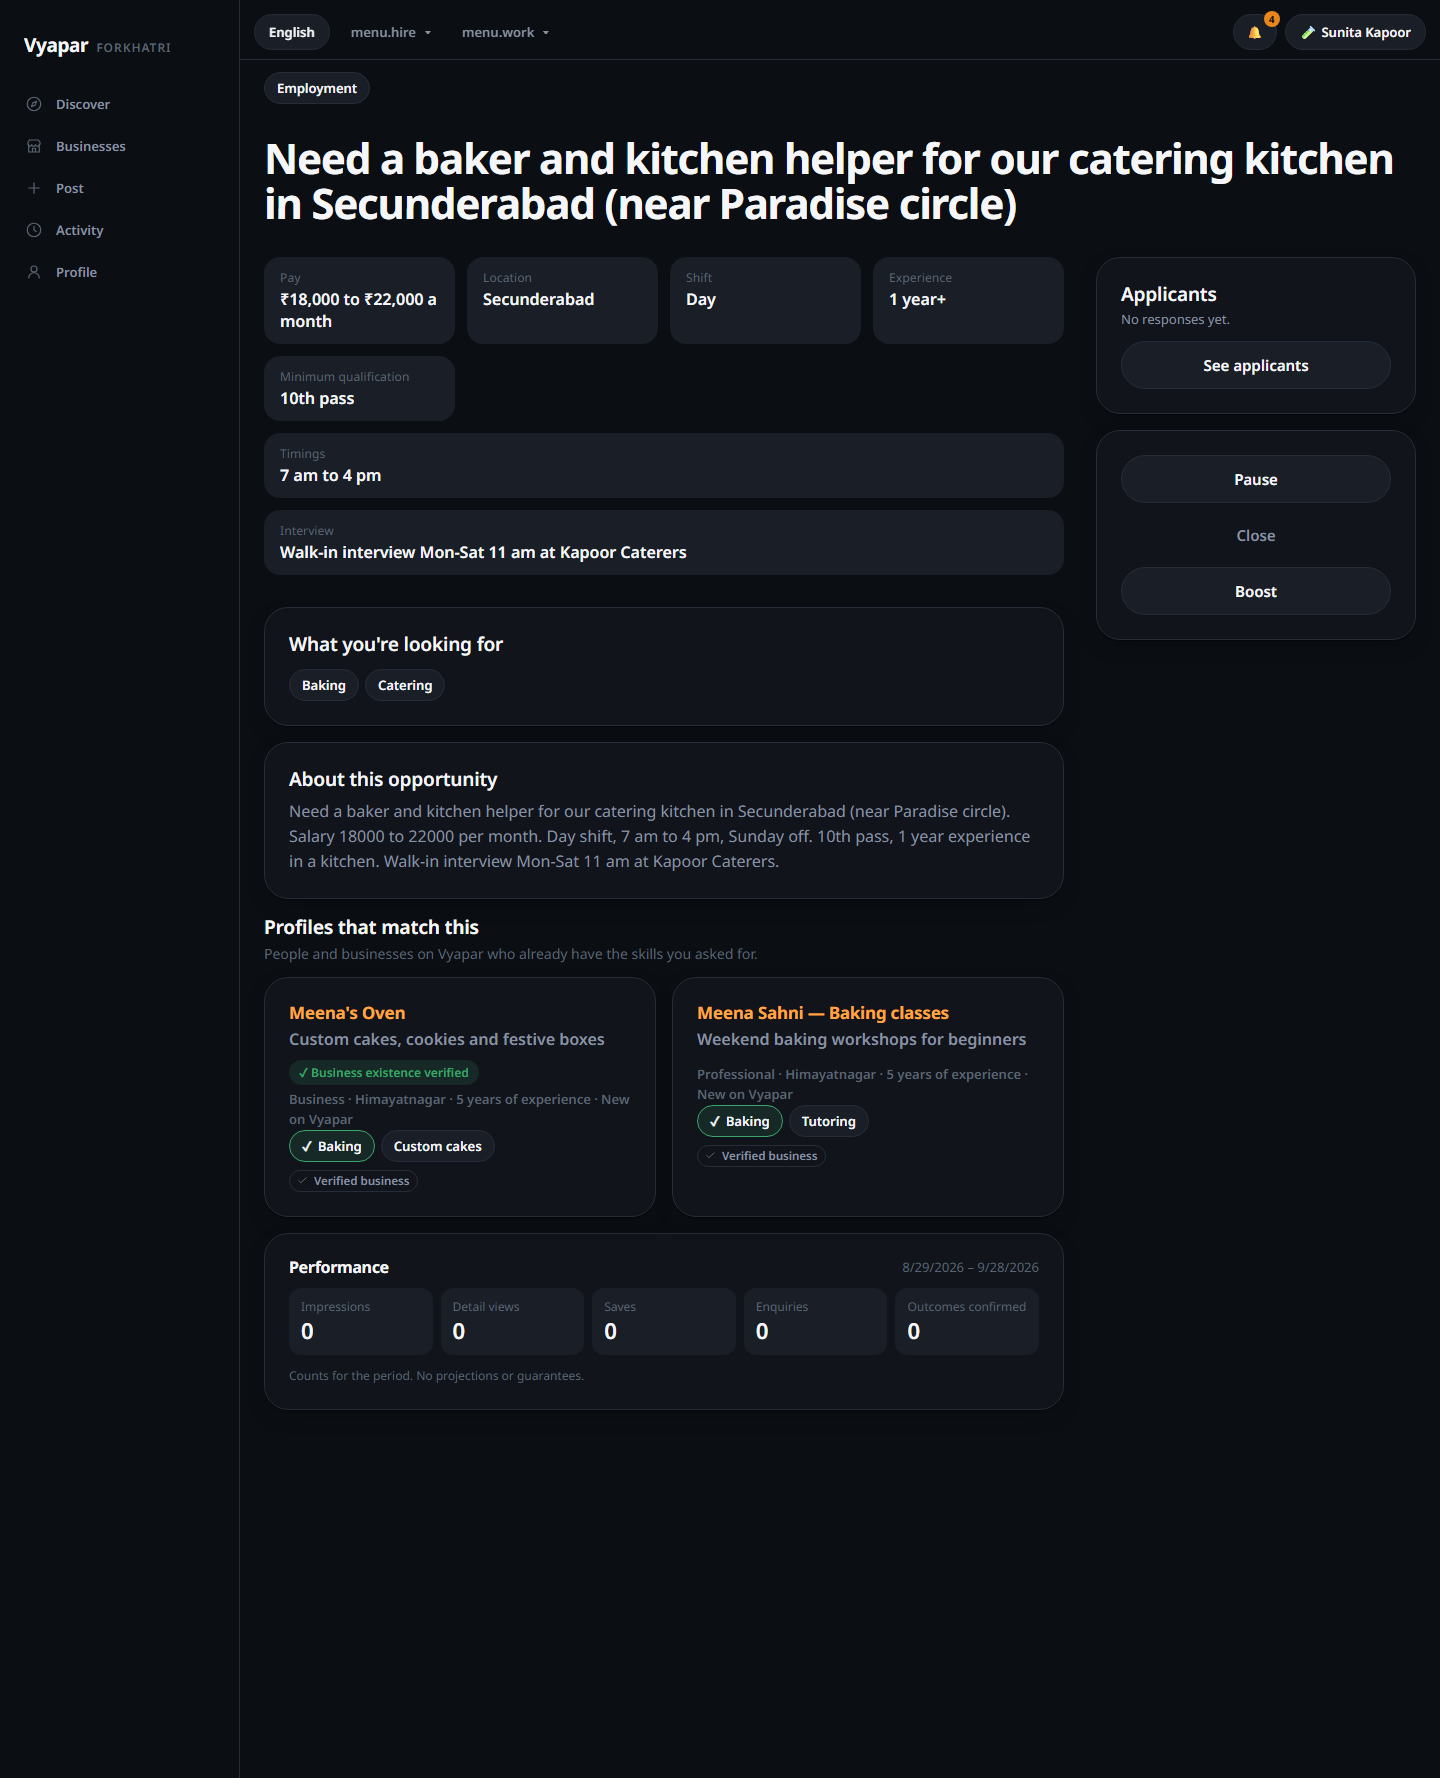 Vyapar FORKHATRI
Discover
Businesses
Post
Activity
Profile
English
menu.hire
menu.work
4
Sunita Kapoor
Employment
Need a baker and kitchen helper for our catering kitchen
in Secunderabad (near Paradise circle)
Pay
₹18,000 to ₹22,000 a
month
Location
Secunderabad
Shift
Day
Experience
1 year+
Minimum qualification
10th pass
Timings
7 am to 4 pm
Interview
Walk-in interview Mon-Sat 11 am at Kapoor Caterers
Applicants
No responses yet.
See applicants
Pause
Close
Boost
What you're looking for
Baking
Catering
About this opportunity
Need a baker and kitchen helper for our catering kitchen in Secunderabad (near Paradise circle).
Salary 18000 to 22000 per month. Day shift, 7 am to 4 pm, Sunday off. 10th pass, 1 year experience
in a kitchen. Walk-in interview Mon-Sat 11 am at Kapoor Caterers.
Profiles that match this
People and businesses on Vyapar who already have the skills you asked for.
Meena's Oven
Custom cakes, cookies and festive boxes
✓ Business existence verified
Business · Himayatnagar · 5 years of experience · New
on Vyapar
✓ Baking
Custom cakes
✓ Verified business
Meena Sahni — Baking classes
Weekend baking workshops for beginners
Professional · Himayatnagar · 5 years of experience ·
New on Vyapar
✓ Baking
Tutoring
✓ Verified business
Performance
8/29/2026 – 9/28/2026
Impressions
0
Detail views
0
Saves
0
Enquiries
0
Outcomes confirmed
0
Counts for the period. No projections or guarantees.